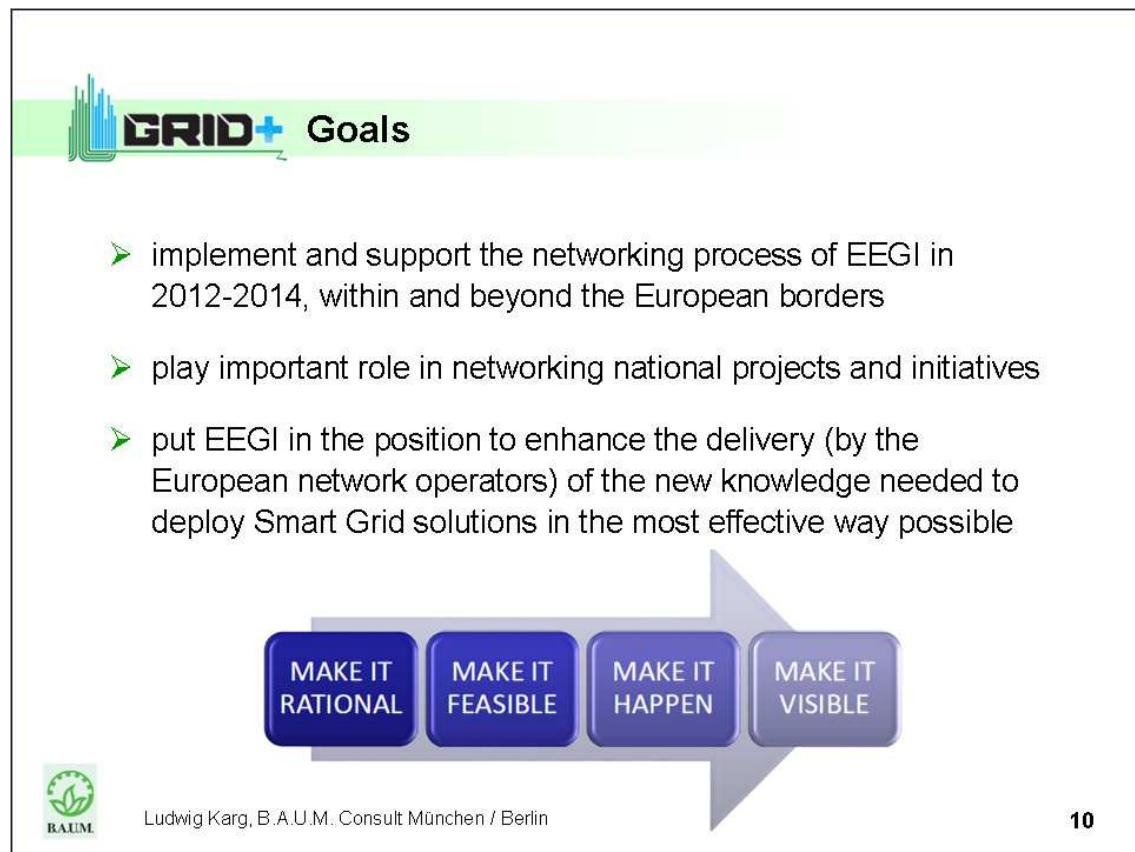 GRID+ Goals
implement and support the networking process of EEGI in
2012-2014, within and beyond the European borders
play important role in networking national projects and initiatives
put EEGI in the position to enhance the delivery (by the
European network operators) of the new knowledge needed to
deploy Smart Grid solutions in the most effective way possible
MAKE IT
RATIONAL
MAKE IT
FEASIBLE
MAKE IT
HAPPEN
MAKE IT
VISIBLE
B.A.U.M.
Ludwig Karg, B.A.U.M. Consult München / Berlin
10